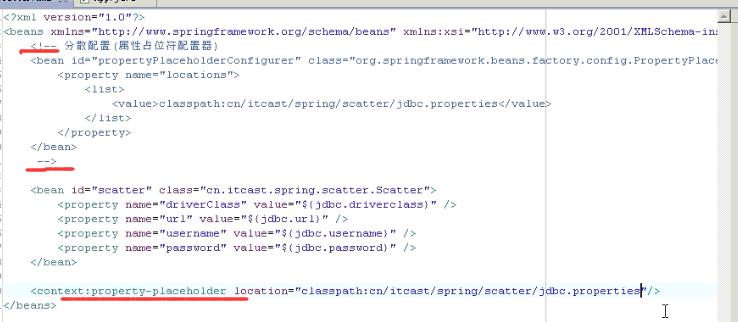 <?xml version="1.0"?>
<beans xmlns="http://www.springframework.org/schema/beans" xmlns:xsi="http://www.w3.org/2001/XMLSchema-ins
<!-- 分散配置(属性占位符配置器)
<bean id="propertyPlaceholderConfigurer" class="org.springframework.beans.factory.config.PropertyPlace
<property name="locations">
<list>
<value>classpath:cn/itcast/spring/scatter/jdbc.properties</value>
</list>
</property>
</bean>
-->
<bean id="scatter" class="cn.itcast.spring.scatter.Scatter">
<property name="driverClass" value="${jdbc.driverclass}" />
<property name="url" value="${jdbc.url}" />
<property name="username" value="${jdbc.username}" />
<property name="password" value="${jdbc.password}" />
</bean>
<context:property-placeholder location="classpath:cn/itcast/spring/scatter/jdbc.properties"/>
</beans>